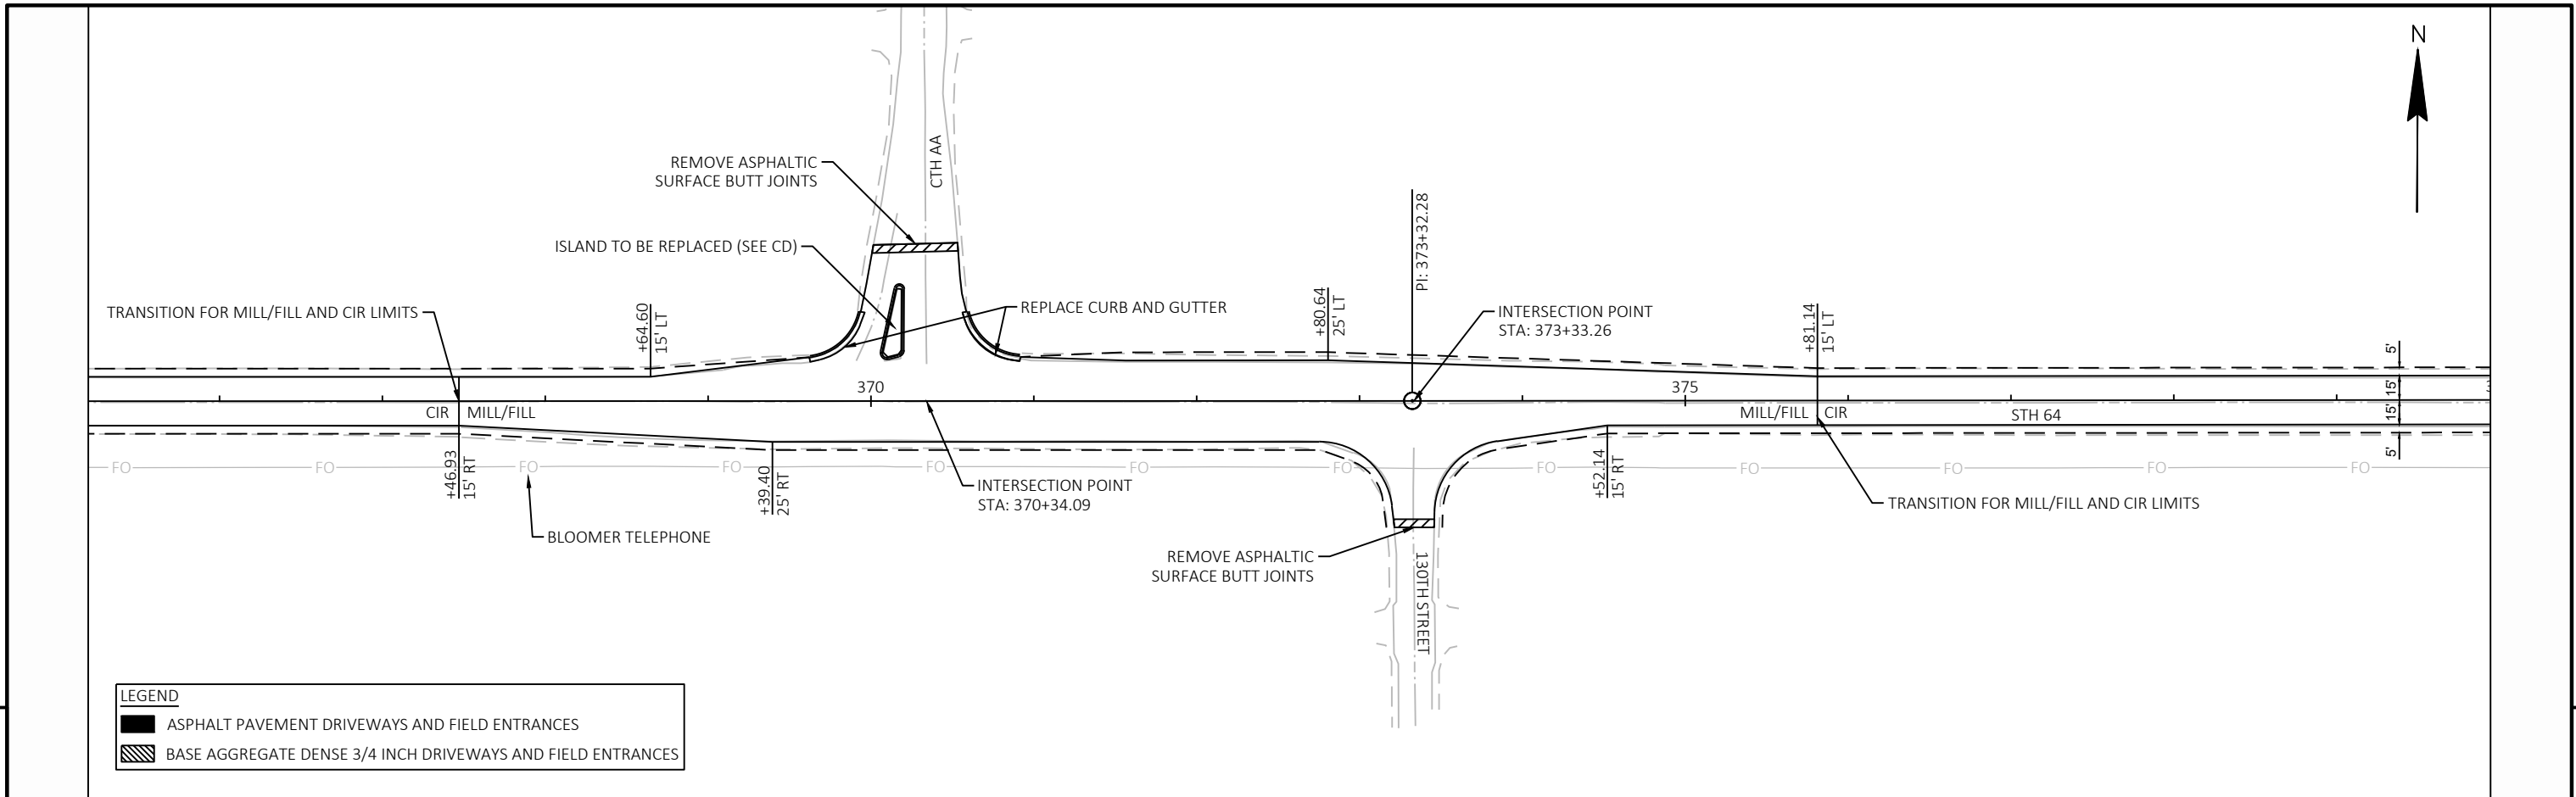 N
REMOVE ASPHALTIC
SURFACE BUTT JOINTS
CTH AA
ISLAND TO BE REPLACED (SEE CD)
TRANSITION FOR MILL/FILL AND CIR LIMITS
+64.60
15' LT
REPLACE CURB AND GUTTER
+80.64
25' LT
PI: 373+32.28
INTERSECTION POINT
STA: 373+33.26
+81.14
15' LT
5'
15'
15'
5'
370
375
CIR
MILL/FILL
MILL/FILL
CIR
STH 64
FO
FO
FO
FO
FO
FO
FO
FO
FO
FO
FO
FO
+46.93
15' RT
+39.40
25' RT
INTERSECTION POINT
STA: 370+34.09
+52.14
15' RT
TRANSITION FOR MILL/FILL AND CIR LIMITS
BLOOMER TELEPHONE
REMOVE ASPHALTIC
SURFACE BUTT JOINTS
130TH STREET
LEGEND
ASPHALT PAVEMENT DRIVEWAYS AND FIELD ENTRANCES
BASE AGGREGATE DENSE 3/4 INCH DRIVEWAYS AND FIELD ENTRANCES